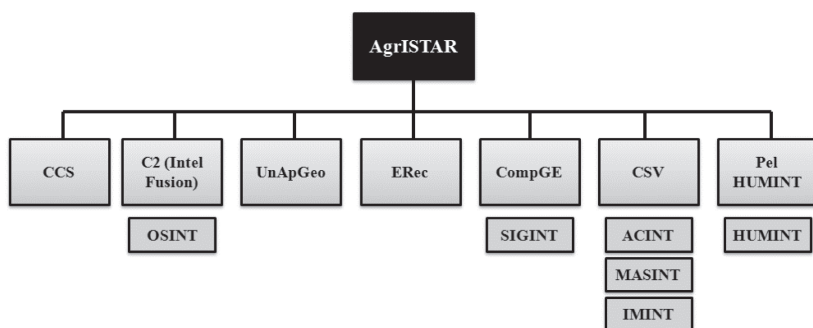 AgrISTAR
CCS
C2 (Intel
Fusion)
UnApGeo
ERec
CompGE
CSV
Pel
HUMINT
OSINT
SIGINT
ACINT
HUMINT
MASINT
IMINT